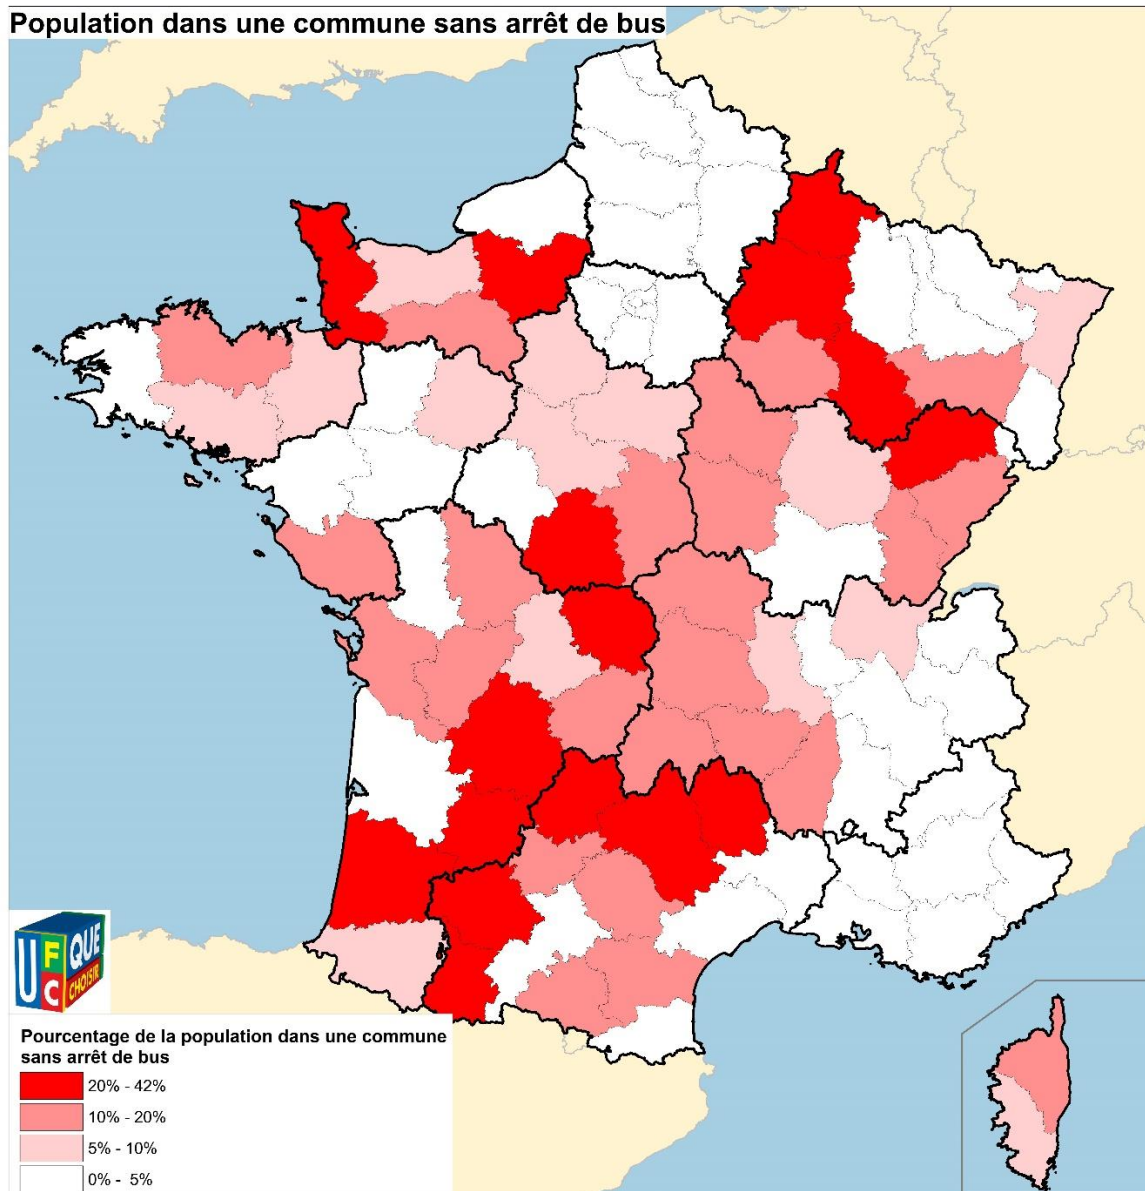 Population dans une commune sans arrêt de bus
UFC
QUE
CHOISIR
Pourcentage de la population dans une commune
sans arrêt de bus
20% - 42%
10% - 20%
5% - 10%
0% - 5%